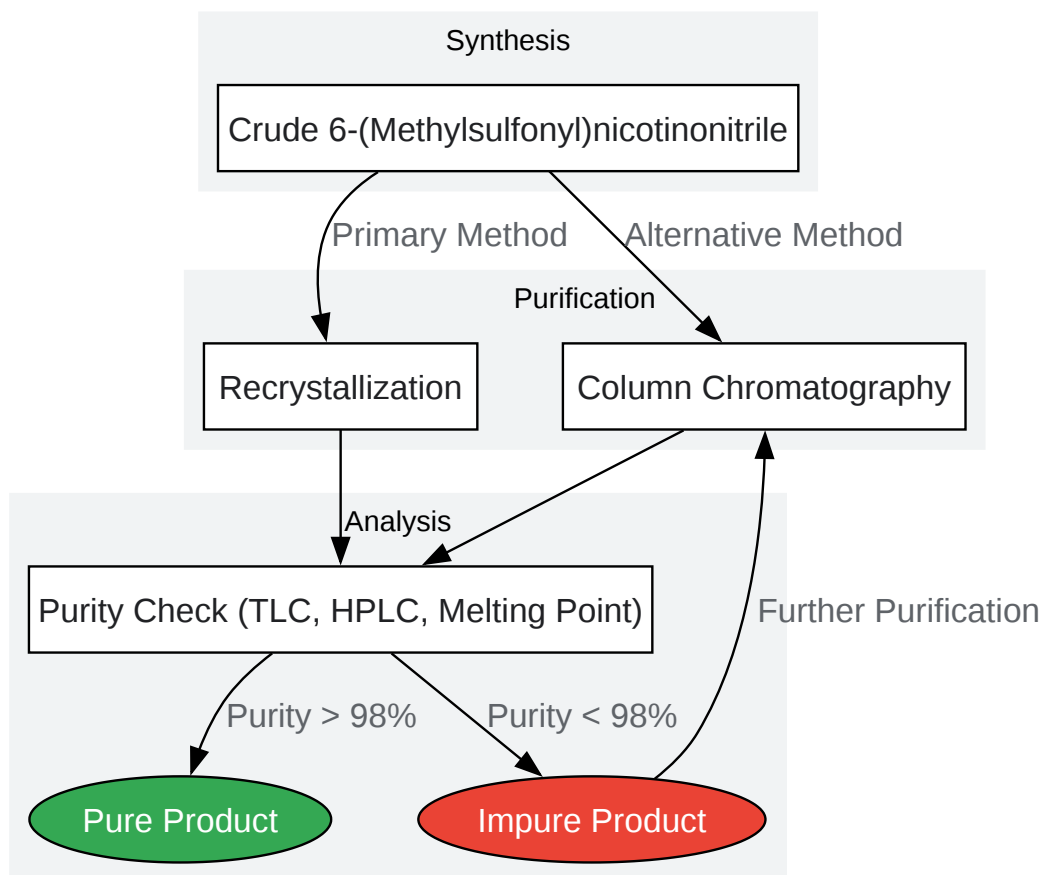 Synthesis
Crude 6-(Methylsulfonyl)nicotinonitrile
Primary Method
Alternative Method
Purification
Recrystallization
Column Chromatography
Analysis
Purity Check (TLC, HPLC, Melting Point)
Further Purification
Purity > 98%
Purity < 98%
Pure Product
Impure Product